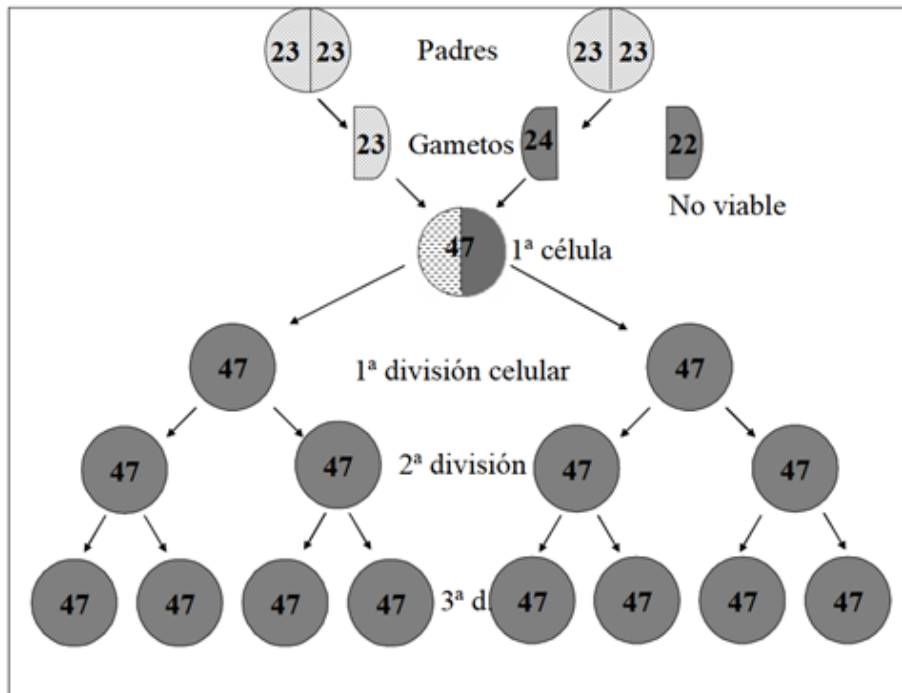 23 23 Padres 23 23
23 Gametos 24 22
No viable
47 1ª célula
47 1ª división celular 47
47 47 2ª división 47 47
47 47 47 47 3ª d. 47 47 47 47